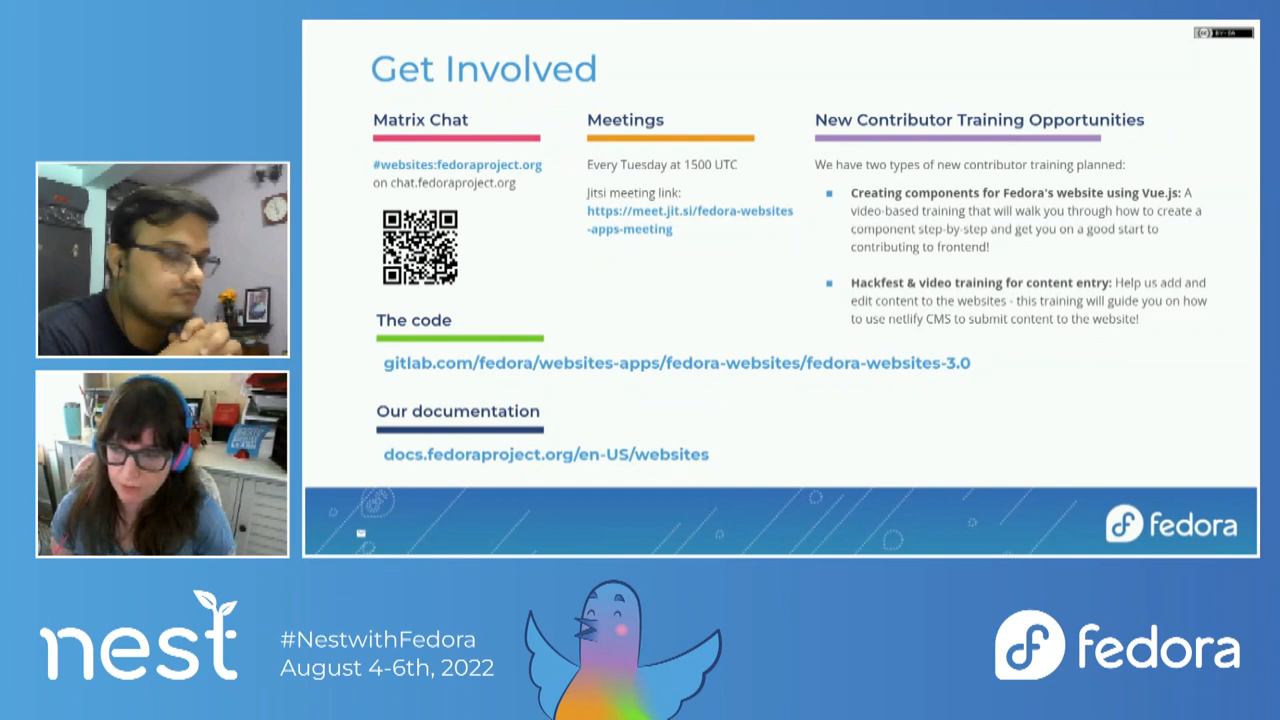 Get Involved
BY-SA
Matrix Chat
#websites:fedoraproject.org
on chat.fedoraproject.org
Meetings
Every Tuesday at 1500 UTC
Jitsi meeting link:
https://meet.jit.si/fedora-websites
-apps-meeting
New Contributor Training Opportunities
We have two types of new contributor training planned:
Creating components for Fedora's website using Vue.js: A
video-based training that will walk you through how to create a
component step-by-step and get you on a good start to
contributing to frontend!
Hackfest & video training for content entry: Help us add and
edit content to the websites - this training will guide you on how
to use netlify CMS to submit content to the website!
The code
gitlab.com/fedora/websites-apps/fedora-websites/fedora-websites-3.0
Our documentation
docs.fedoraproject.org/en-US/websites
fedora
nest
#NestwithFedora
August 4-6th, 2022
fedora